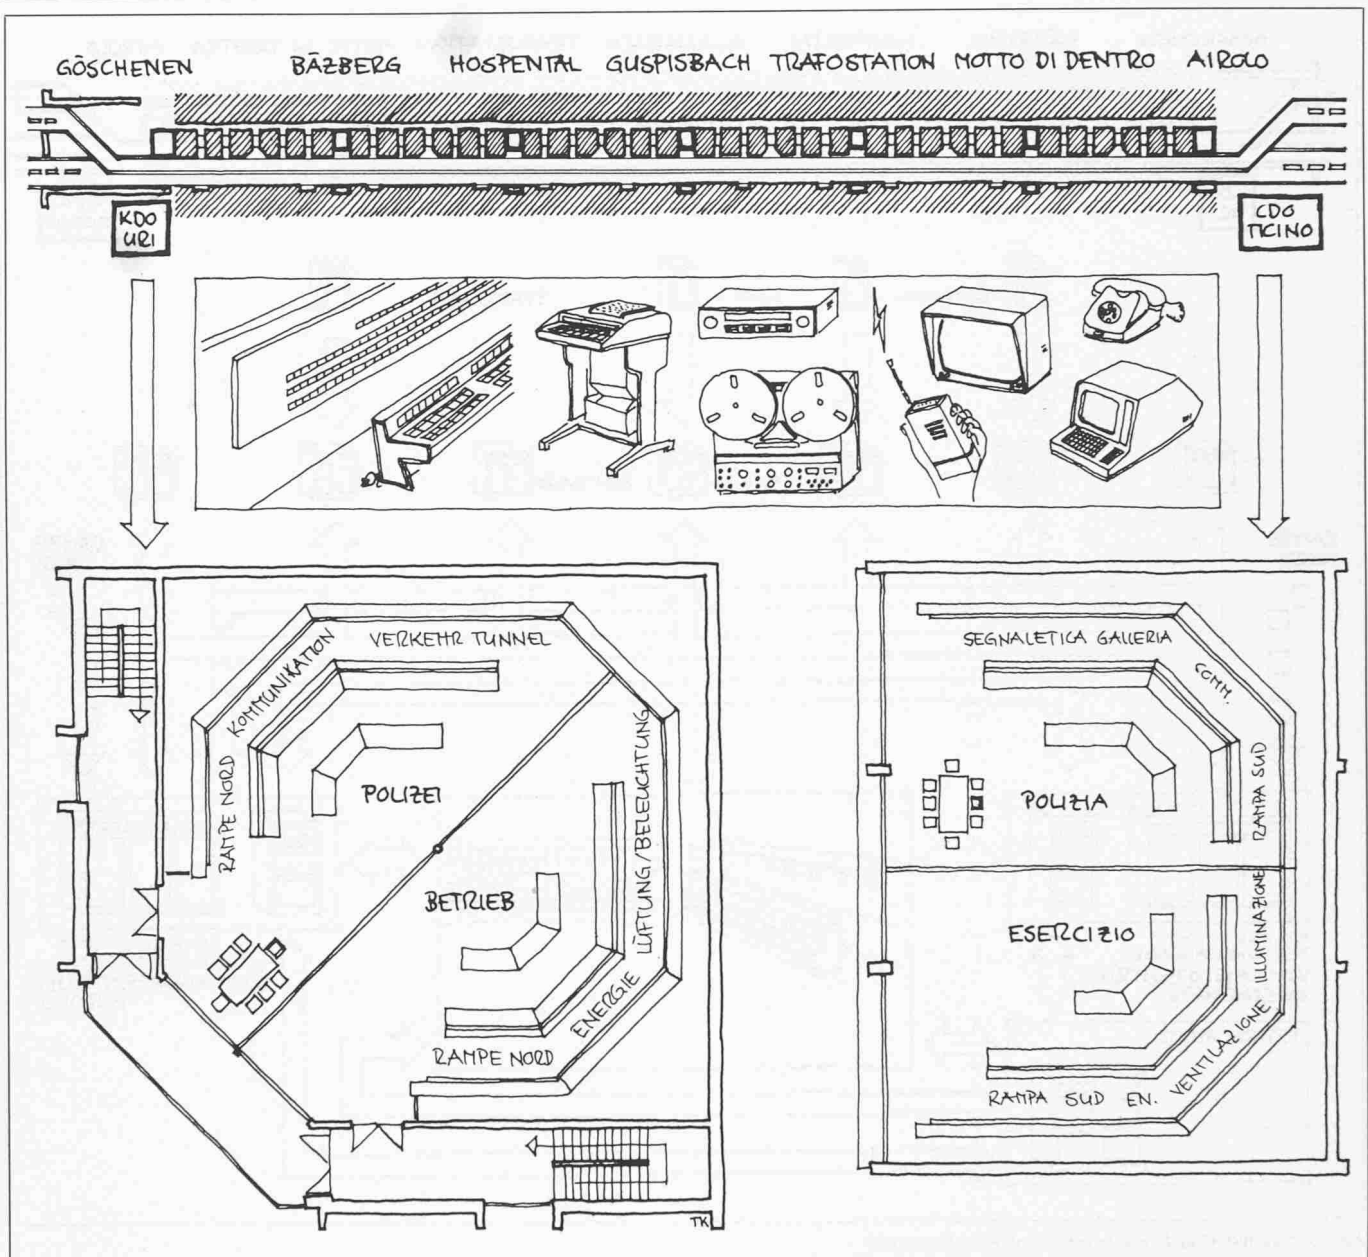 GÖSCHENEN BÄZBERG HOSPENTAL GUSPISBACH TRAFOSTATION MOTTO DI DENTRO AIROLO
KDO
URI
CDO
TICINO
VERKEHR TUNNEL
KOMMUNIKATION
RAMPE NORD
POLIZEI
BETRIEB
LÜFTUNG/BELEUCHTUNG
ENERGIE
RAMPE NORD
TK
SEGNALETICA GALLERIA
COMM.
RAMPA SUD
POLIZIA
ESERCIZIO
ILLUMINAZIONE
VENTILAZIONE
RAMPA SUD EN.